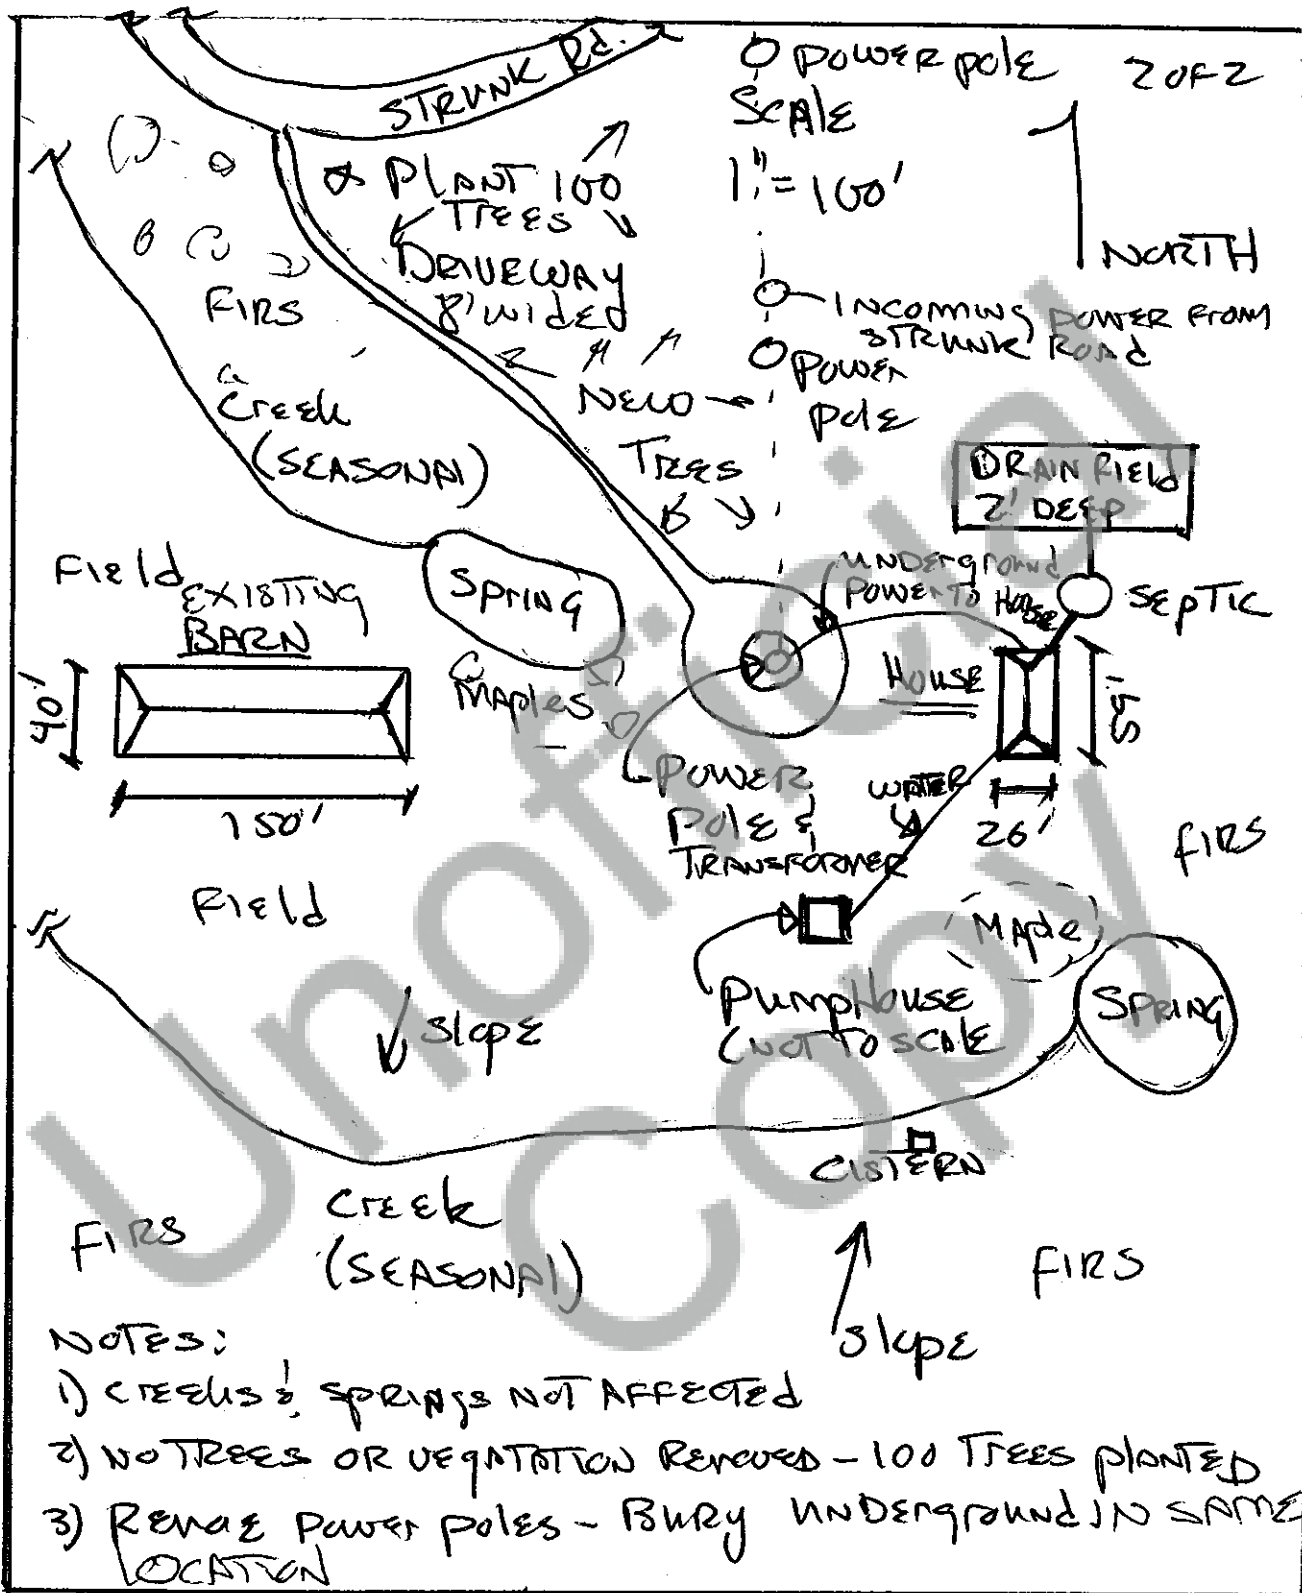 STRUNK Rd.
POWER pole
2 OF 2
SCAle
1" = 100'
NORTH
PLANT 100
TREES
DRIVEWAY
8' WIDED
FIRS
INCOMING POWER FROM
STRUNK ROAD
POWER
pole
NEW
TREES
Creek
(SEASONAl)
DRAIN FIELD
2' DEEP
UNDERground
POWER TO HOUSE
SEPTIC
Field
EXISTING
BARN
SPRING
MAPLES
HOUSE
40'
150'
26'
POWER
POLE &
TRANSFORMER
WATER
FIRS
Field
MAPle
SPRING
PumpHouse
(NOT TO SCALE
Slope
CISTERN
Creek
(SEASONAl)
FIRS
FIRS
Slope
NOTES:
1) CREEKS & SPRINGS NOT AFFECTED
2) NO TREES OR VEGATATION REMOVED - 100 TREES PLANTED
3) REMOVE POWER POLES - BURY UNDERgROUND IN SAME
LOCATION
Unofficial
Copy